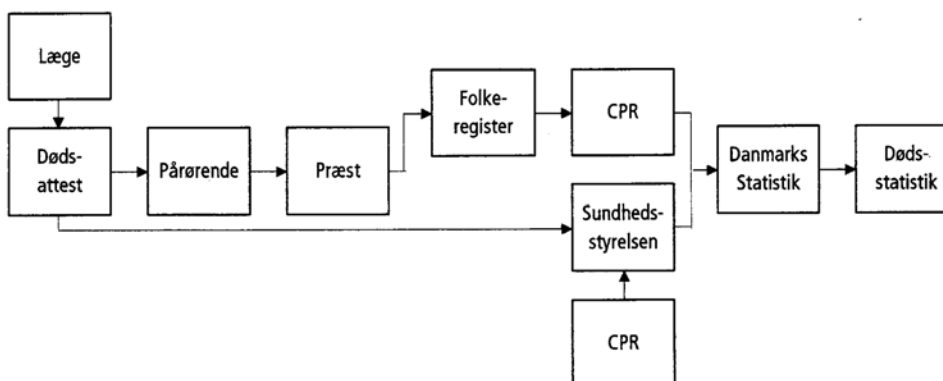 Læge
Døds-
attest
Pårørende
Præst
Folke-
register
CPR
Sundheds-
styrelsen
CPR
Danmarks
Statistik
Døds-
statistik